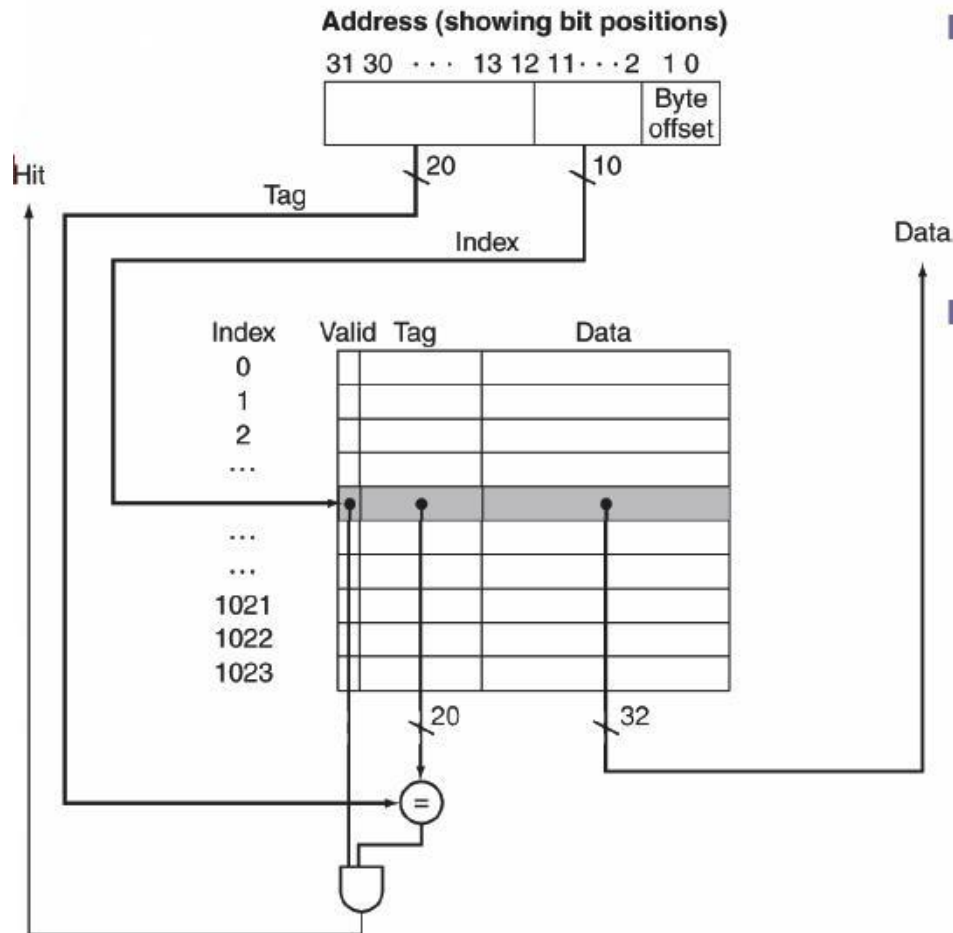 Address (showing bit positions)
31 30 · · · 13 12 11 · · · 2 1 0
Byte
offset
20 10
Hit
Tag
Index
Data
Index Valid Tag Data
0
1
2
...
...
...
1021
1022
1023
20 32
=